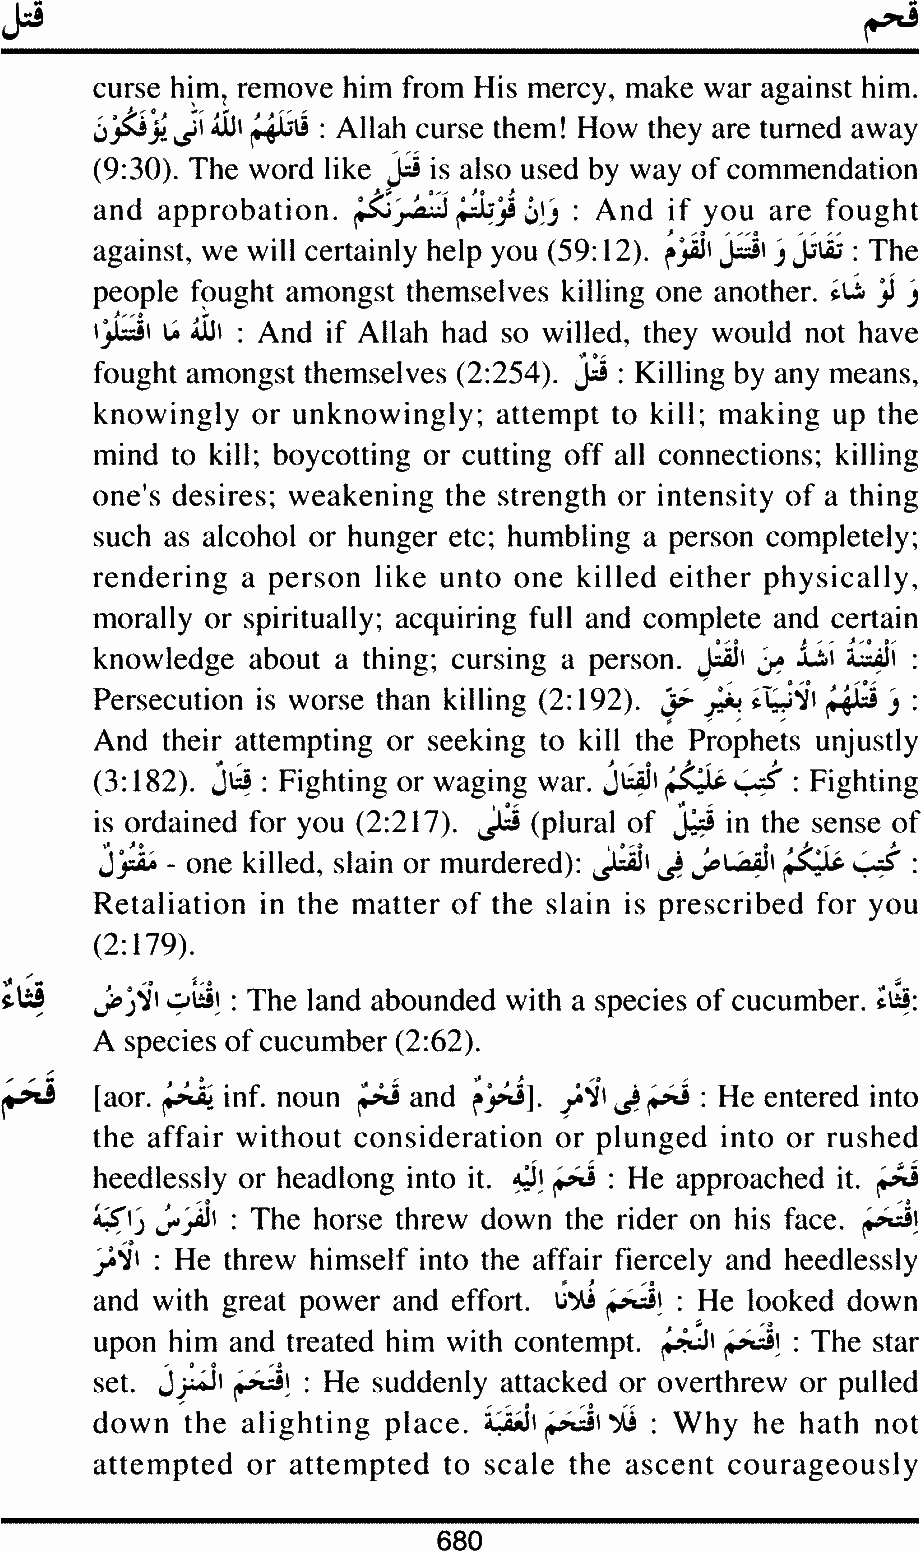 قتل قحم
curse him, remove him from His mercy, make war against him.
قَاتَلَهُمُ اللّٰهُ اَنّٰى يُؤْفَكُوْنَ : Allah curse them! How they are turned away
(9:30). The word like قَتَلَ is also used by way of commendation
and approbation. وَاِنْ قُوْتِلْتُمْ لَنَنْصُرَنَّكُمْ : And if you are fought
against, we will certainly help you (59:12). تَقَاتَلَ وَ اقْتَتَلَ الْقَوْمُ : The
people fought amongst themselves killing one another. وَ لَوْ شَاءَ
اللّٰهُ مَا اقْتَتَلُوْا : And if Allah had so willed, they would not have
fought amongst themselves (2:254). قَتْلٌ : Killing by any means,
knowingly or unknowingly; attempt to kill; making up the
mind to kill; boycotting or cutting off all connections; killing
one's desires; weakening the strength or intensity of a thing
such as alcohol or hunger etc; humbling a person completely;
rendering a person like unto one killed either physically,
morally or spiritually; acquiring full and complete and certain
knowledge about a thing; cursing a person. اَلْفِتْنَةُ اَشَدُّ مِنَ الْقَتْلِ :
Persecution is worse than killing (2:192). وَ قَتْلَهُمُ الْاَنْبِيَآءَ بِغَيْرِ حَقٍّ :
And their attempting or seeking to kill the Prophets unjustly
(3:182). قِتَالٌ : Fighting or waging war. كُتِبَ عَلَيْكُمُ الْقِتَالُ : Fighting
is ordained for you (2:217). قَتْلٰى (plural of قَتِيْلٌ in the sense of
مَقْتُوْلٌ - one killed, slain or murdered): كُتِبَ عَلَيْكُمُ الْقِصَاصُ فِى الْقَتْلٰى :
Retaliation in the matter of the slain is prescribed for you
(2:179).
قِثَّاءٌ اِقْثَأَتِ الْاَرْضُ : The land abounded with a species of cucumber. قِثَّاءٌ:
A species of cucumber (2:62).
قَحَمَ [aor. يَقْحُمُ inf. noun قَحْمٌ and قُحُوْمٌ]. قَحَمَ فِى الْاَمْرِ : He entered into
the affair without consideration or plunged into or rushed
heedlessly or headlong into it. قَحَمَ اِلَيْهِ : He approached it. قَحَّمَ
الْفَرَسُ رَاكِبَهُ : The horse threw down the rider on his face. اِقْتَحَمَ
الْاَمْرَ : He threw himself into the affair fiercely and heedlessly
and with great power and effort. اِقْتَحَمَ فُلَانًا : He looked down
upon him and treated him with contempt. اِقْتَحَمَ النَّجْمُ : The star
set. اِقْتَحَمَ الْمَنْزِلَ : He suddenly attacked or overthrew or pulled
down the alighting place. فَلَا اقْتَحَمَ الْعَقَبَةَ : Why he hath not
attempted or attempted to scale the ascent courageously
680